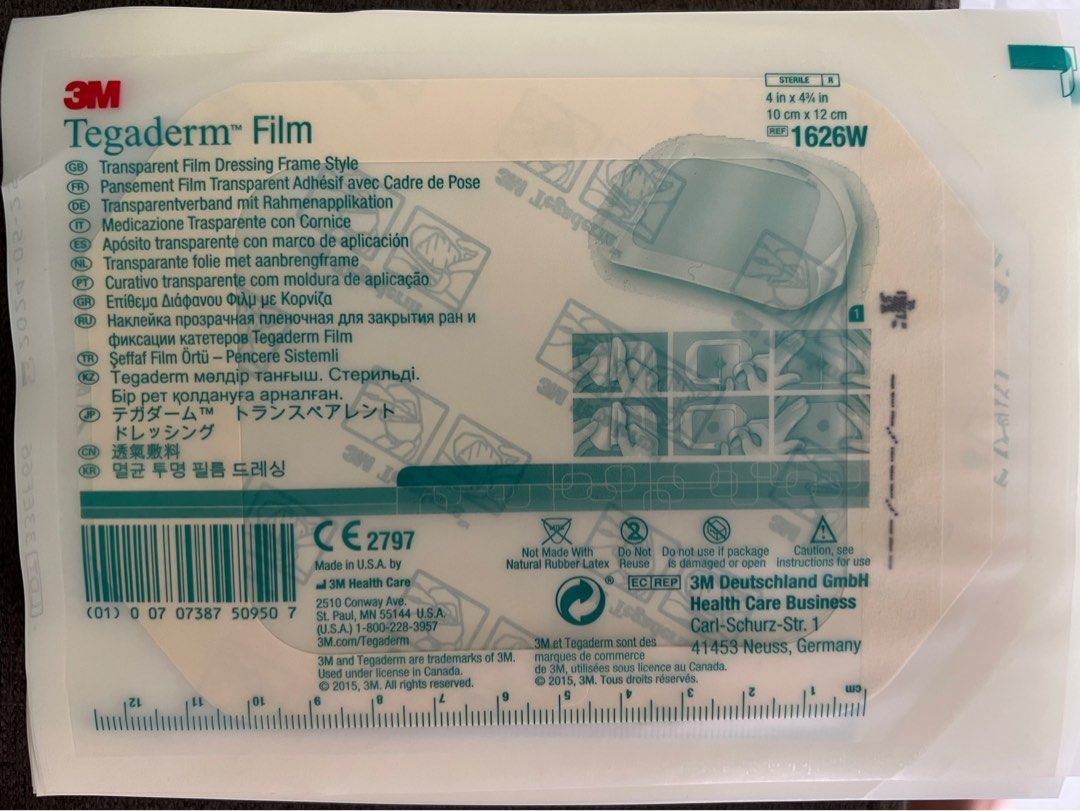 3M
Tegaderm™ Film
GB Transparent Film Dressing Frame Style
FR Pansement Film Transparent Adhésif avec Cadre de Pose
DE Transparentverband mit Rahmenapplikation
IT Medicazione Trasparente con Cornice
ES Apósito transparente con marco de aplicación
NL Transparante folie met aanbrengframe
PT Curativo transparente com moldura de aplicação
GR Επίθεμα Διάφανου Φιλμ με Κορνίζα
RU Наклейка прозрачная пленочная для закрытия ран и
фиксации катетеров Tegaderm Film
TR Şeffaf Film Örtü – Pencere Sistemli
KZ Tegaderm мөлдір таңғыш. Стерильді.
Бір рет қолдануға арналған.
JP テガダーム™ トランスペアレント
ドレッシング
CN 透氣敷料
KR 멸균 투명 필름 드레싱
STERILE R
4 in x 4¾ in
10 cm x 12 cm
REF 1626W
1
(01) 0 07 07387 50950 7
CE 2797
Made in U.S.A. by
3M Health Care
2510 Conway Ave.
St. Paul, MN 55144 U.S.A.
(U.S.A.) 1-800-228-3957
3M.com/Tegaderm
3M and Tegaderm are trademarks of 3M.
Used under license in Canada.
© 2015, 3M. All rights reserved.
LATEX
Not Made With
Natural Rubber Latex
2
Do Not
Reuse
Do not use if package
is damaged or open
Caution, see
Instructions for use
®
EC REP 3M Deutschland GmbH
Health Care Business
Carl-Schurz-Str. 1
41453 Neuss, Germany
3M et Tegaderm sont des
marques de commerce
de 3M, utilisées sous licence au Canada.
© 2015, 3M. Tous droits réservés.
12 11 10 9 8 7 6 5 4 3 2 1 cm